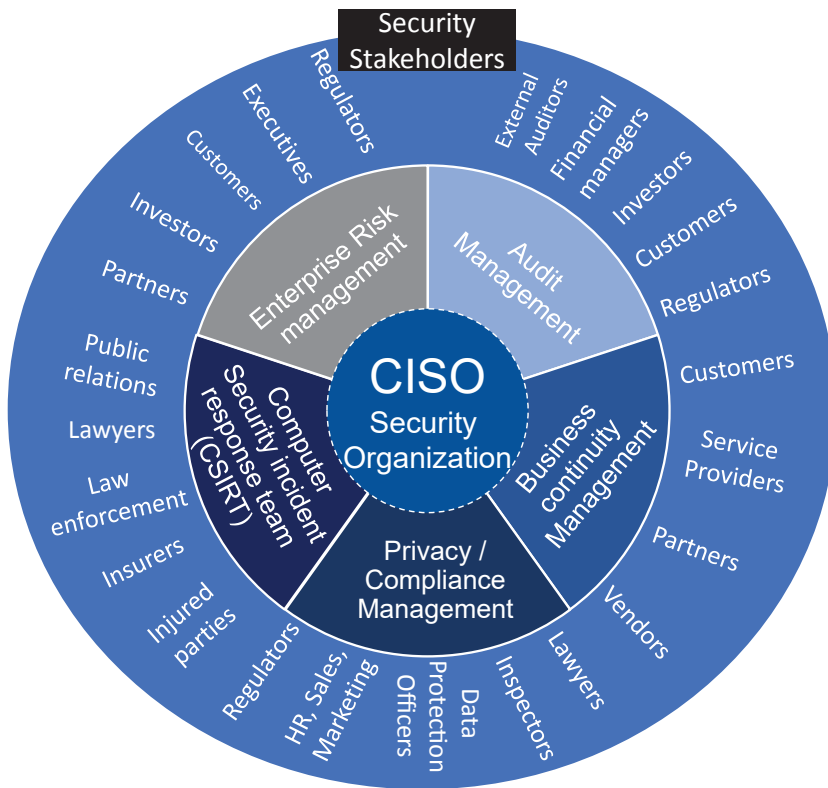 Security
Stakeholders
External
Auditors
Financial
managers
Investors
Customers
Regulators
Customers
Service
Providers
Partners
Vendors
Lawyers
Inspectors
Data
Protection
Officers
HR, Sales,
Marketing
Regulators
Injured
parties
Insurers
Law
enforcement
Lawyers
Public
relations
Partners
Investors
Customers
Executives
Regulators
Enterprise Risk
management
Audit
Management
Business
continuity
Management
Privacy /
Compliance
Management
Computer
Security incident
response team
(CSIRT)
CISO
Security
Organization